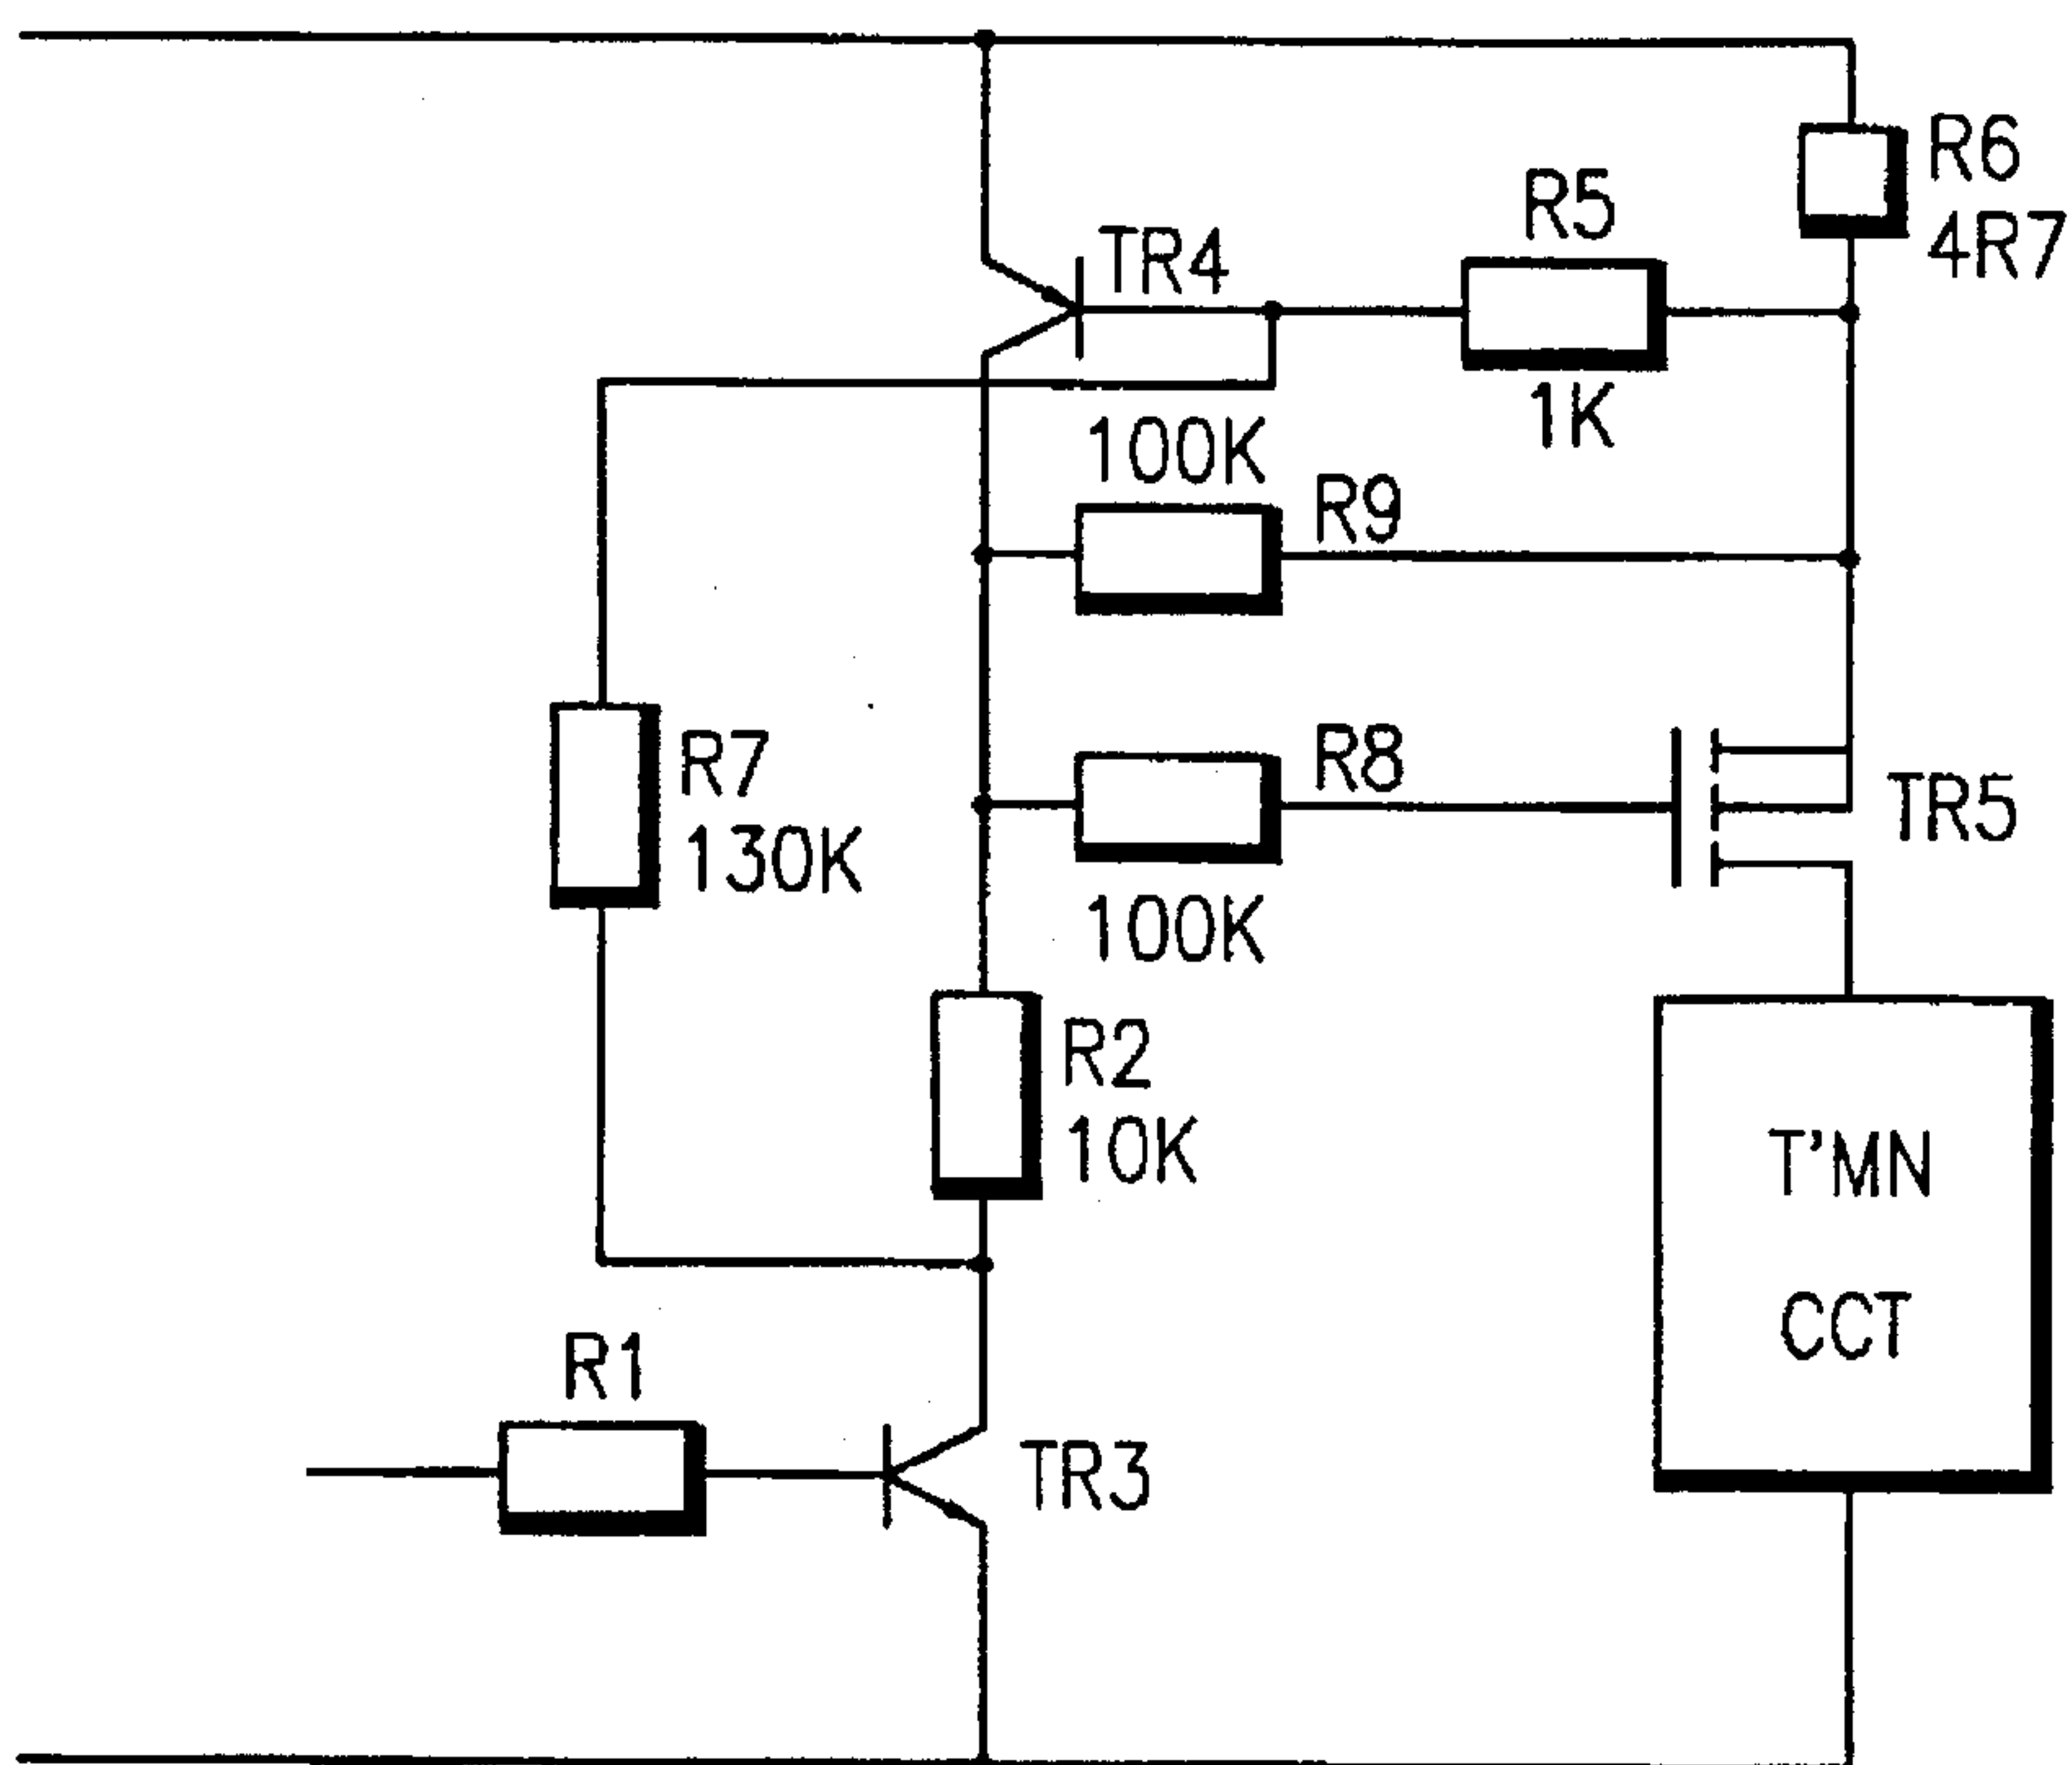 R6
4R7
R5
1K
TR4
100K
R9
R7
130K
R8
100K
TR5
R2
10K
T'MN
CCT
R1
TR3